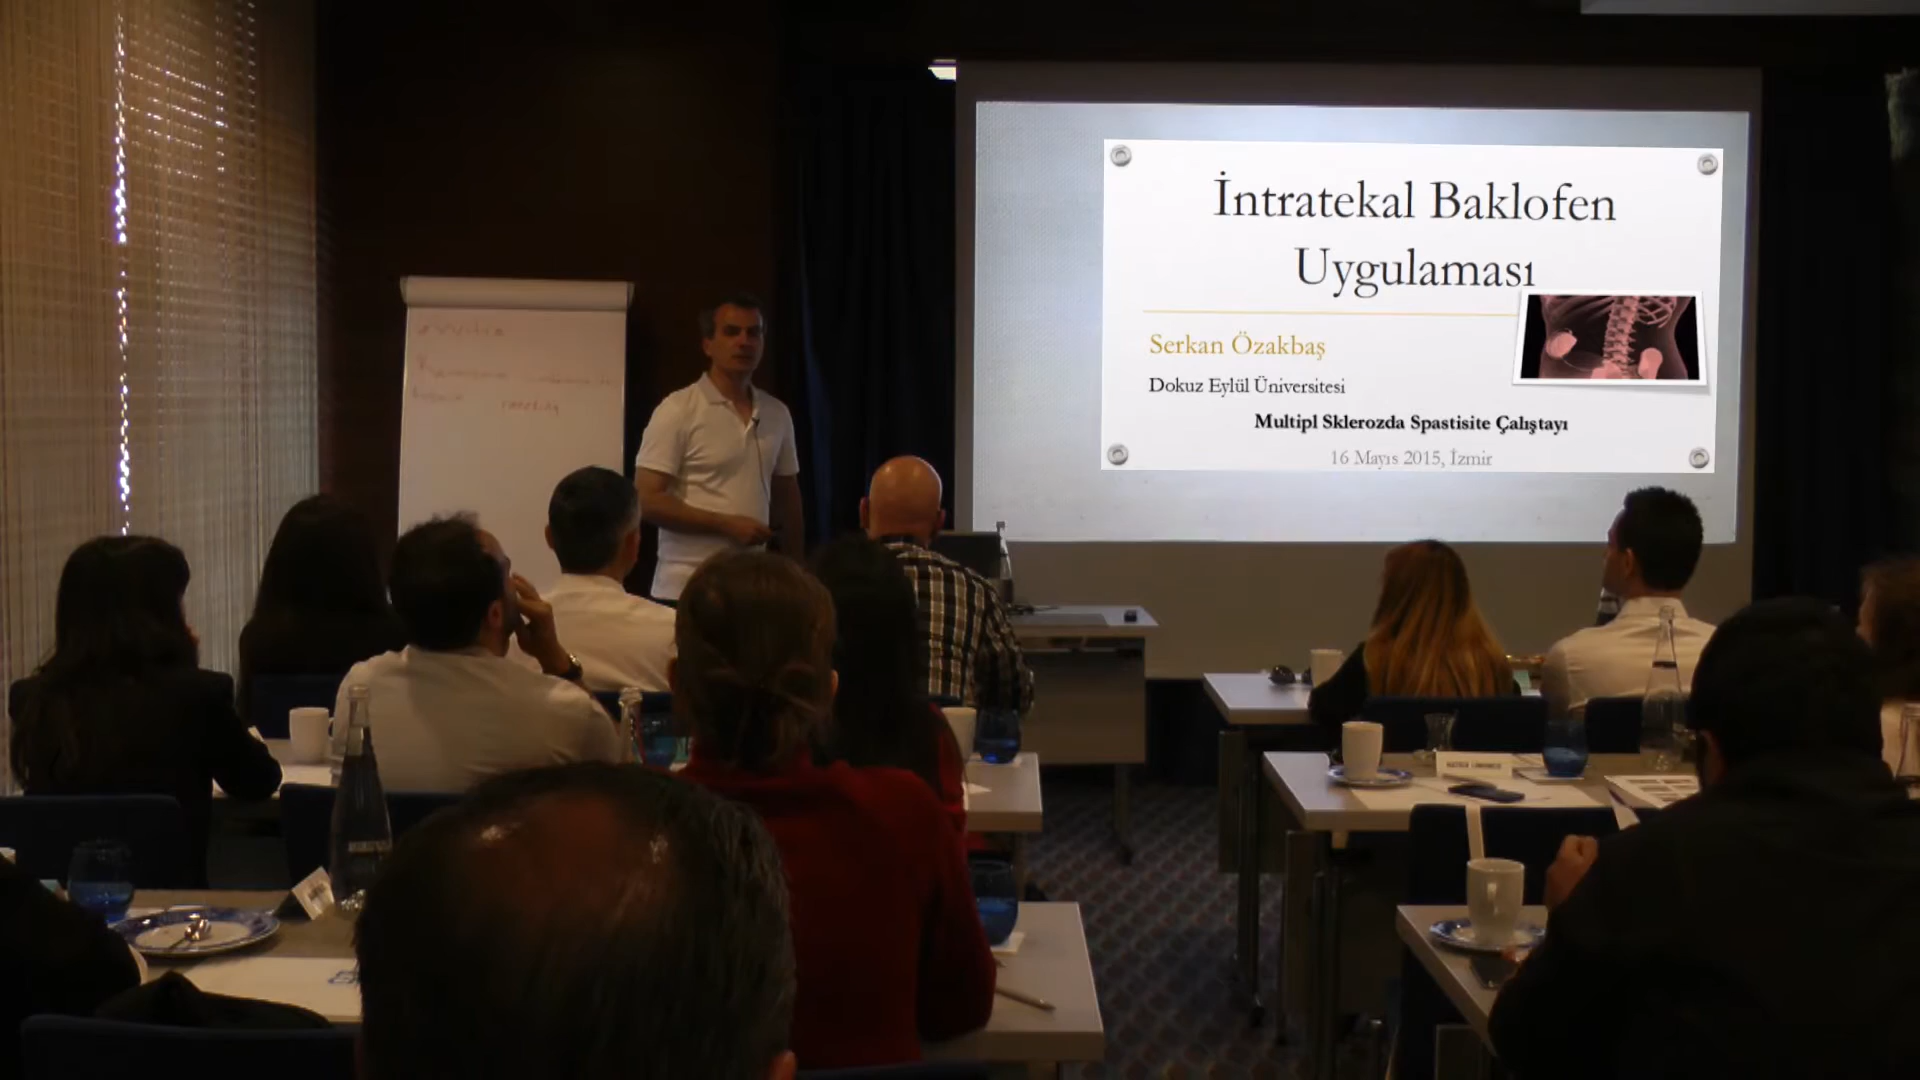 İntratekal Baklofen
Uygulaması
Serkan Özakbaş
Dokuz Eylül Üniversitesi
Multipl Sklerozda Spastisite Çalıştayı
16 Mayıs 2015, İzmir